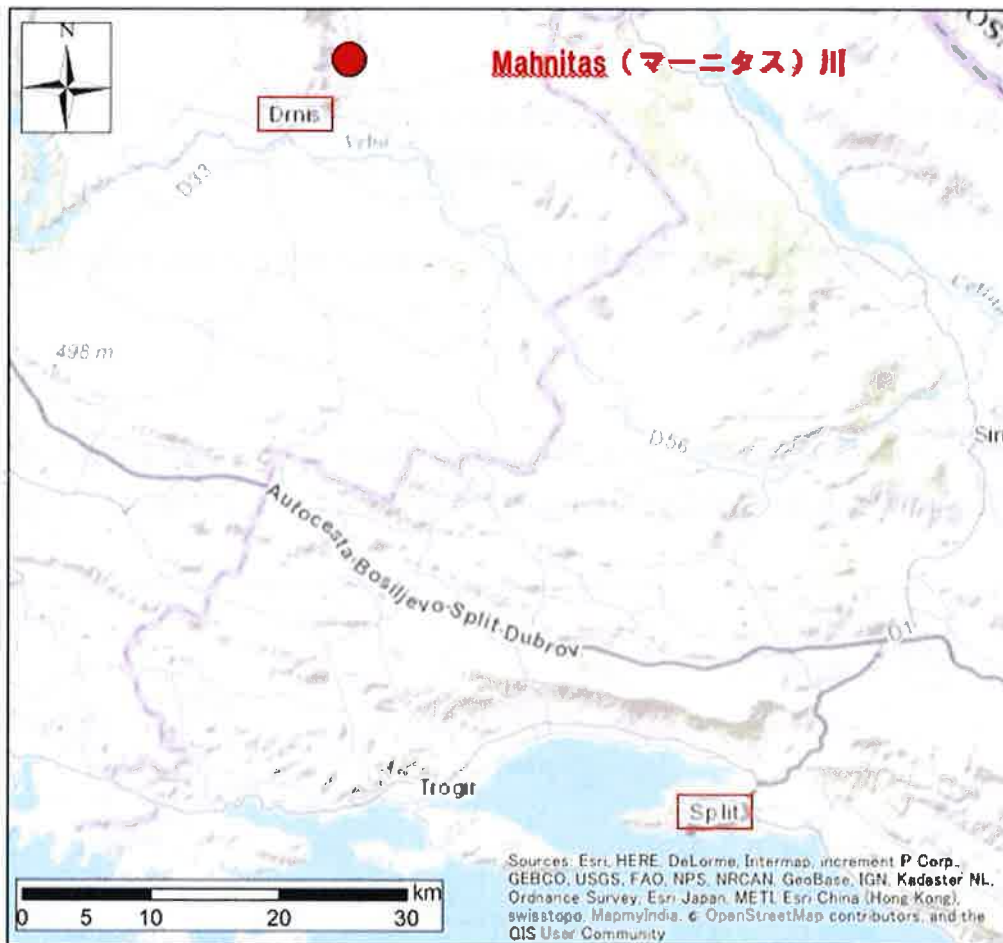 N
Mahnitas（マーニタス）川
Drnis
D33
498 m
D56
Sin
Autocesta-Bosiljevo-Split-Dubrov
D1
Trogir
Split
km
0 5 10 20 30
Sources: Esri, HERE, DeLorme, Intermap, increment P Corp.,
GEBCO, USGS, FAO, NPS, NRCAN, GeoBase, IGN, Kadaster NL,
Ordnance Survey, Esri Japan, METI, Esri China (Hong Kong),
swisstopo, MapmyIndia, © OpenStreetMap contributors, and the
GIS User Community